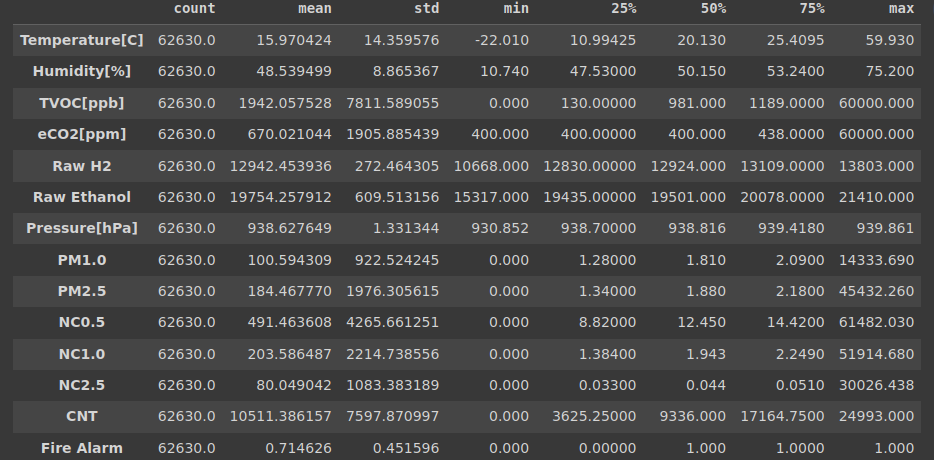 count mean std min 25% 50% 75% max
Temperature[C] 62630.0 15.970424 14.359576 -22.010 10.99425 20.130 25.4095 59.930
Humidity[%] 62630.0 48.539499 8.865367 10.740 47.53000 50.150 53.2400 75.200
TVOC[ppb] 62630.0 1942.057528 7811.589055 0.000 130.00000 981.000 1189.0000 60000.000
eCO2[ppm] 62630.0 670.021044 1905.885439 400.000 400.00000 400.000 438.0000 60000.000
Raw H2 62630.0 12942.453936 272.464305 10668.000 12830.00000 12924.000 13109.0000 13803.000
Raw Ethanol 62630.0 19754.257912 609.513156 15317.000 19435.00000 19501.000 20078.0000 21410.000
Pressure[hPa] 62630.0 938.627649 1.331344 930.852 938.70000 938.816 939.4180 939.861
PM1.0 62630.0 100.594309 922.524245 0.000 1.28000 1.810 2.0900 14333.690
PM2.5 62630.0 184.467770 1976.305615 0.000 1.34000 1.880 2.1800 45432.260
NC0.5 62630.0 491.463608 4265.661251 0.000 8.82000 12.450 14.4200 61482.030
NC1.0 62630.0 203.586487 2214.738556 0.000 1.38400 1.943 2.2490 51914.680
NC2.5 62630.0 80.049042 1083.383189 0.000 0.03300 0.044 0.0510 30026.438
CNT 62630.0 10511.386157 7597.870997 0.000 3625.25000 9336.000 17164.7500 24993.000
Fire Alarm 62630.0 0.714626 0.451596 0.000 0.00000 1.000 1.0000 1.000